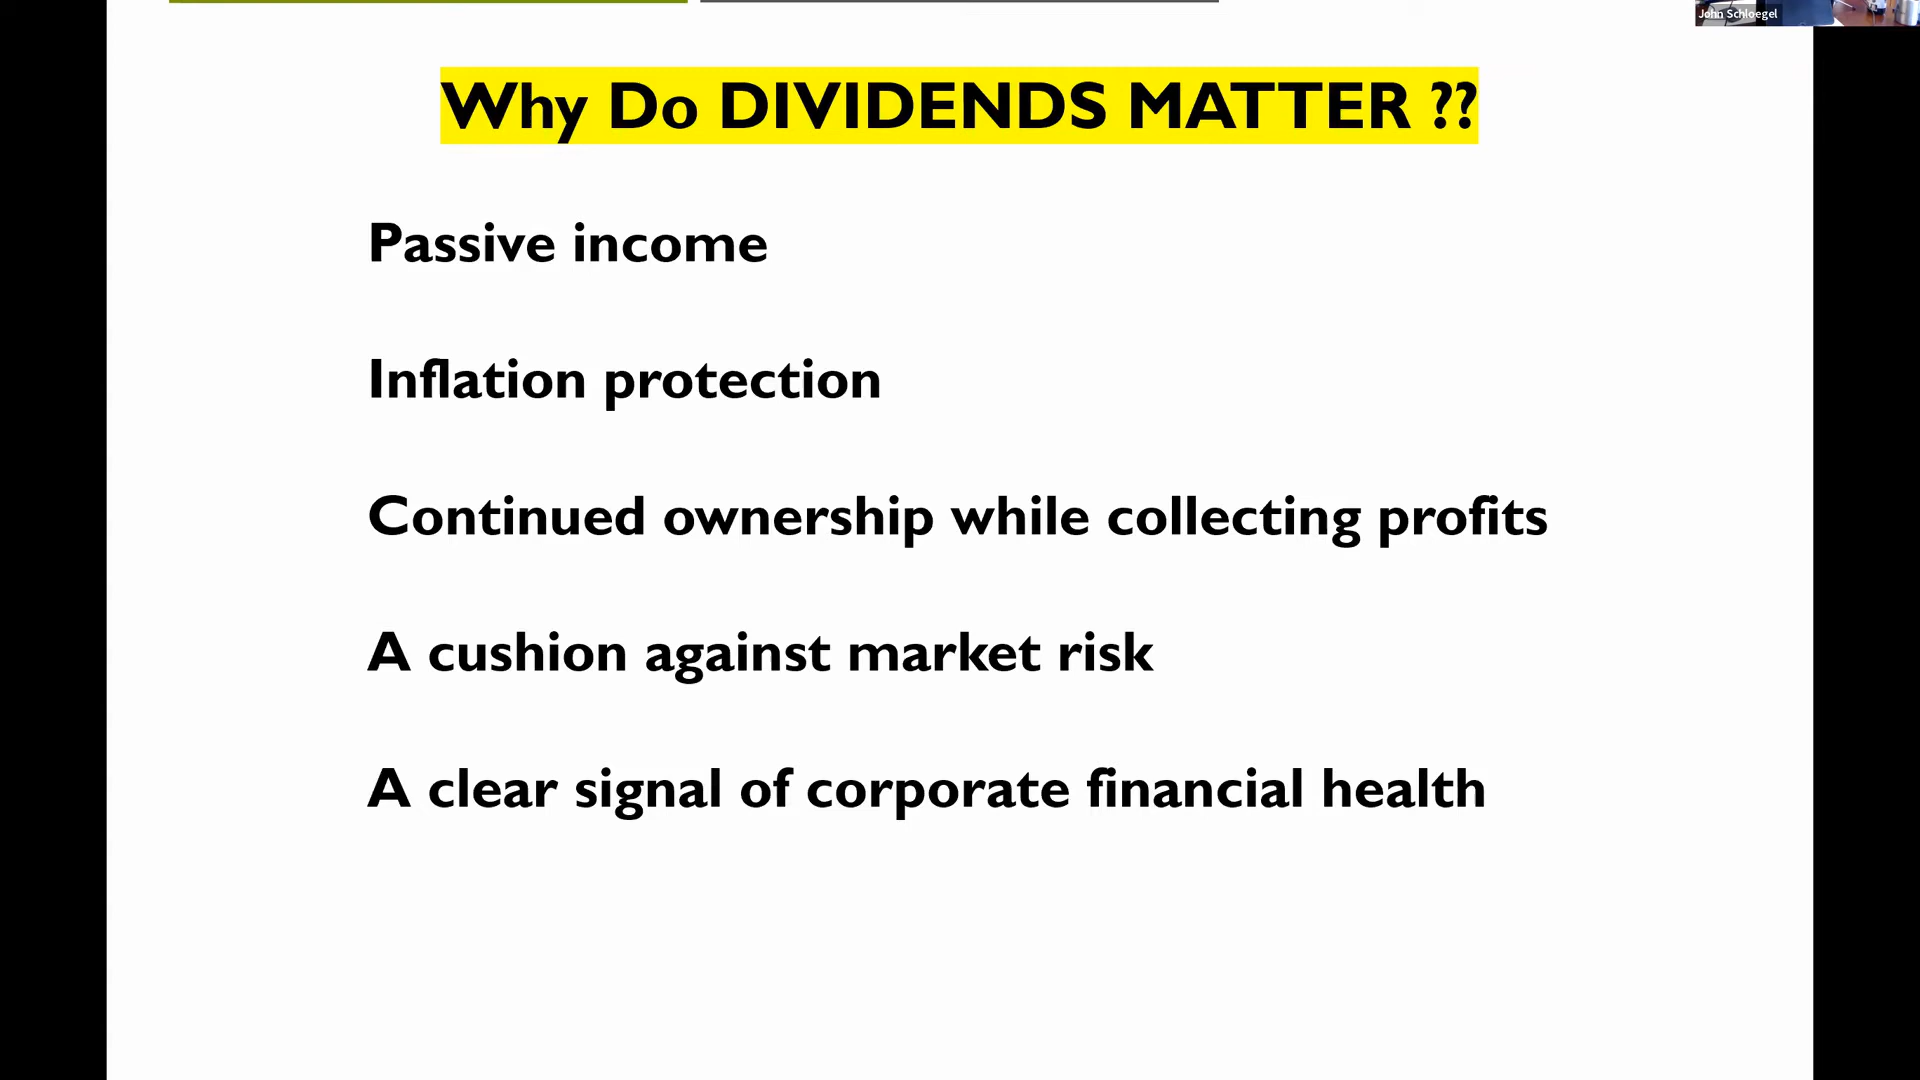 John Schloegel
Why Do DIVIDENDS MATTER ??
Passive income
Inflation protection
Continued ownership while collecting profits
A cushion against market risk
A clear signal of corporate financial health